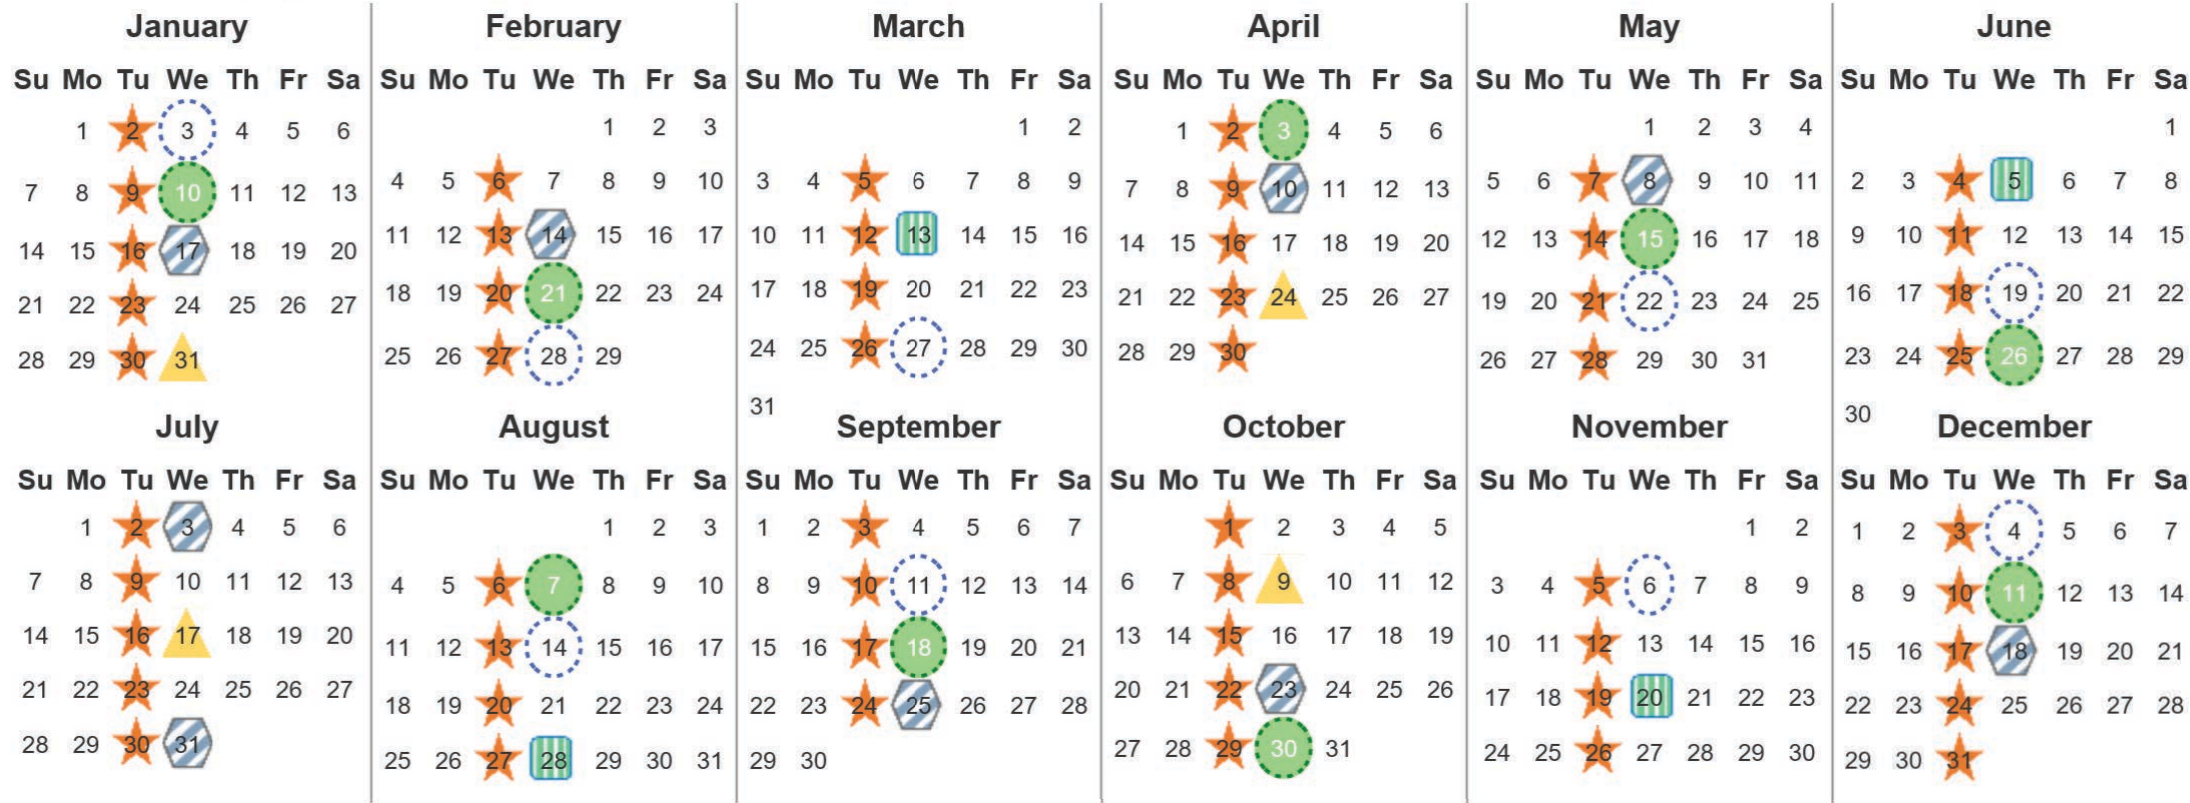 January February March April May June
Su Mo Tu We Th Fr Sa Su Mo Tu We Th Fr Sa Su Mo Tu We Th Fr Sa Su Mo Tu We Th Fr Sa Su Mo Tu We Th Fr Sa Su Mo Tu We Th Fr Sa
1 2 3 4 5 6 1 2 3 1 2 1 2 3 4 5 6 1 2 3 4 1
7 8 9 10 11 12 13 4 5 6 7 8 9 10 3 4 5 6 7 8 9 7 8 9 10 11 12 13 5 6 7 8 9 10 11 2 3 4 5 6 7 8
14 15 16 17 18 19 20 11 12 13 14 15 16 17 10 11 12 13 14 15 16 14 15 16 17 18 19 20 12 13 14 15 16 17 18 9 10 11 12 13 14 15
21 22 23 24 25 26 27 18 19 20 21 22 23 24 17 18 19 20 21 22 23 21 22 23 24 25 26 27 19 20 21 22 23 24 25 16 17 18 19 20 21 22
28 29 30 31 25 26 27 28 29 24 25 26 27 28 29 30 28 29 30 26 27 28 29 30 31 23 24 25 26 27 28 29
31 30
July August September October November December
Su Mo Tu We Th Fr Sa Su Mo Tu We Th Fr Sa Su Mo Tu We Th Fr Sa Su Mo Tu We Th Fr Sa Su Mo Tu We Th Fr Sa Su Mo Tu We Th Fr Sa
1 2 3 4 5 6 1 2 3 1 2 3 4 5 6 7 1 2 3 4 5 1 2 1 2 3 4 5 6 7
7 8 9 10 11 12 13 4 5 6 7 8 9 10 8 9 10 11 12 13 14 6 7 8 9 10 11 12 3 4 5 6 7 8 9 8 9 10 11 12 13 14
14 15 16 17 18 19 20 11 12 13 14 15 16 17 15 16 17 18 19 20 21 13 14 15 16 17 18 19 10 11 12 13 14 15 16 15 16 17 18 19 20 21
21 22 23 24 25 26 27 18 19 20 21 22 23 24 22 23 24 25 26 27 28 20 21 22 23 24 25 26 17 18 19 20 21 22 23 22 23 24 25 26 27 28
28 29 30 31 25 26 27 28 29 30 31 29 30 27 28 29 30 31 24 25 26 27 28 29 30 29 30 31